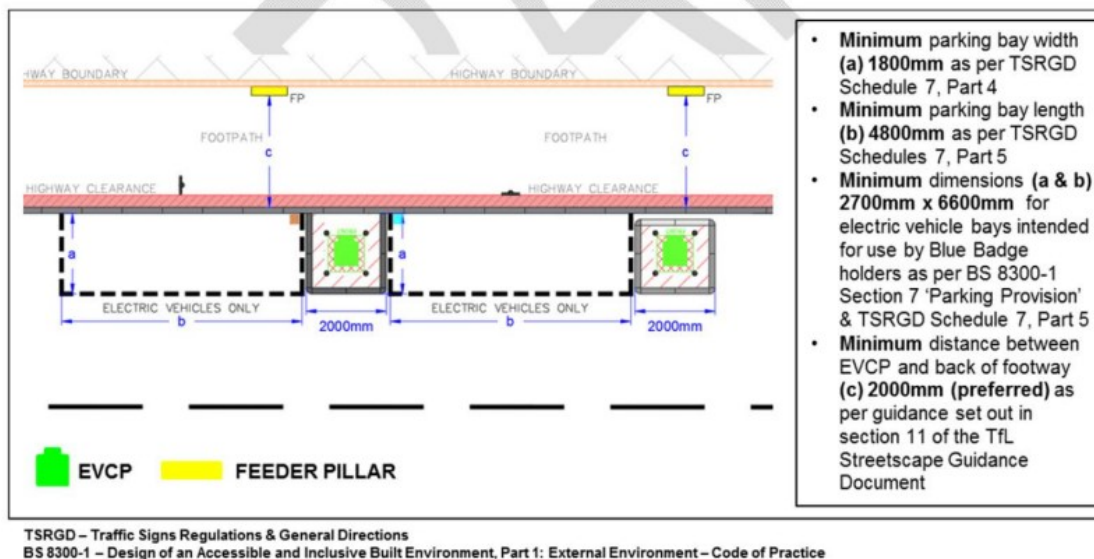 HWAY BOUNDARY
HIGHWAY BOUNDARY
FP
FP
FOOTPATH
FOOTPATH
c
c
HIGHWAY CLEARANCE
HIGHWAY CLEARANCE
a
a
ELECTRIC VEHICLES ONLY
ELECTRIC VEHICLES ONLY
b
2000mm
b
2000mm
EVCP
FEEDER PILLAR
• Minimum parking bay width
(a) 1800mm as per TSRGD
Schedule 7, Part 4
• Minimum parking bay length
(b) 4800mm as per TSRGD
Schedules 7, Part 5
• Minimum dimensions (a & b)
2700mm x 6600mm for
electric vehicle bays intended
for use by Blue Badge
holders as per BS 8300-1
Section 7 ‘Parking Provision’
& TSRGD Schedule 7, Part 5
• Minimum distance between
EVCP and back of footway
(c) 2000mm (preferred) as
per guidance set out in
section 11 of the TfL
Streetscape Guidance
Document
TSRGD – Traffic Signs Regulations & General Directions
BS 8300-1 – Design of an Accessible and Inclusive Built Environment, Part 1: External Environment – Code of Practice